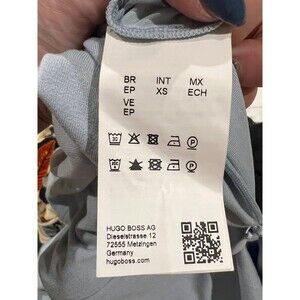 BR INT MX
EP XS ECH
VE
EP
HUGO BOSS AG
Dieselstrasse 12
72555 Metzingen
Germany
hugoboss.com